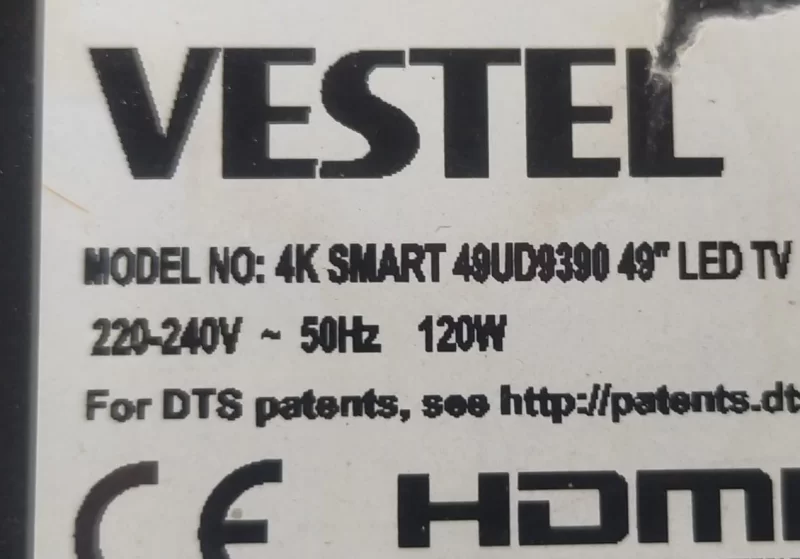 VESTEL
MODEL NO: 4K SMART 49UD9390 49" LED TV
220-240V ~ 50Hz 120W
For DTS patents, see http://patents.dts
CE HDMI